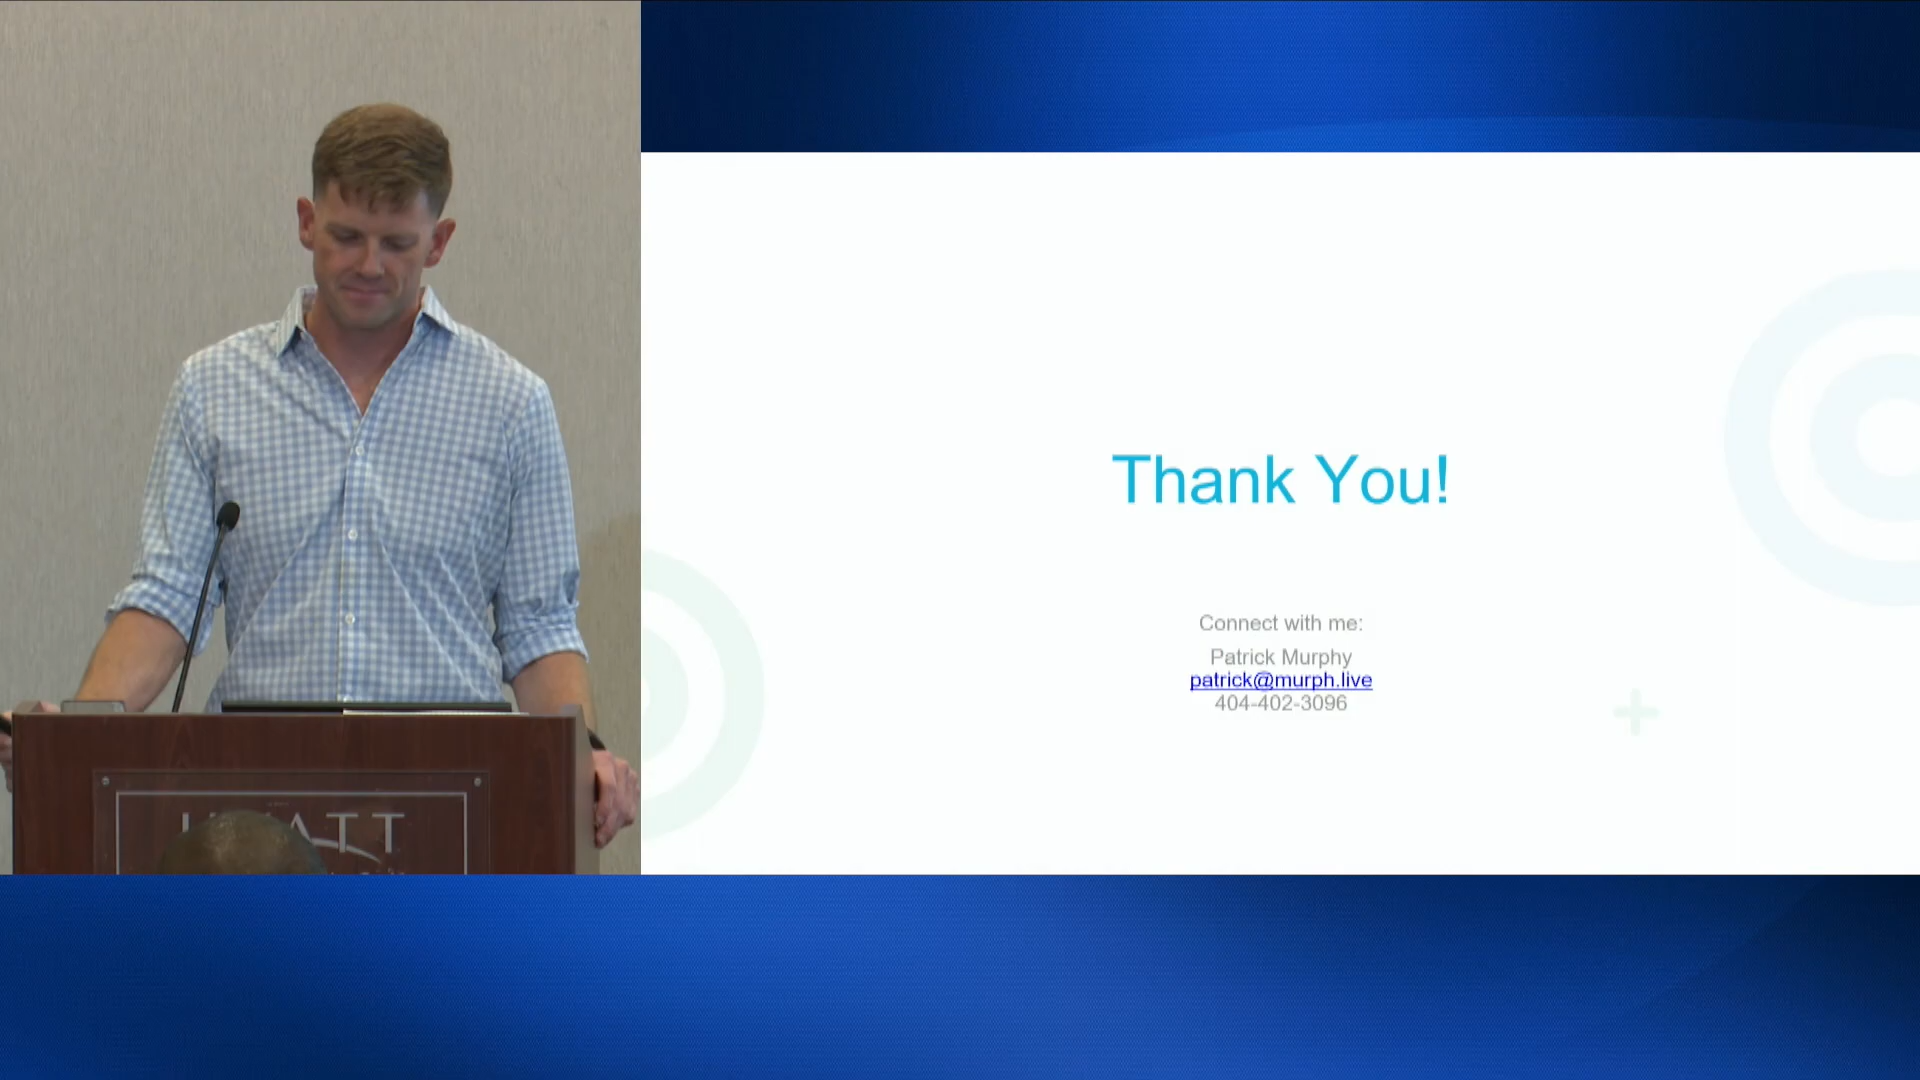 Thank You!
Connect with me:
Patrick Murphy
patrick@murph.live
404-402-3096